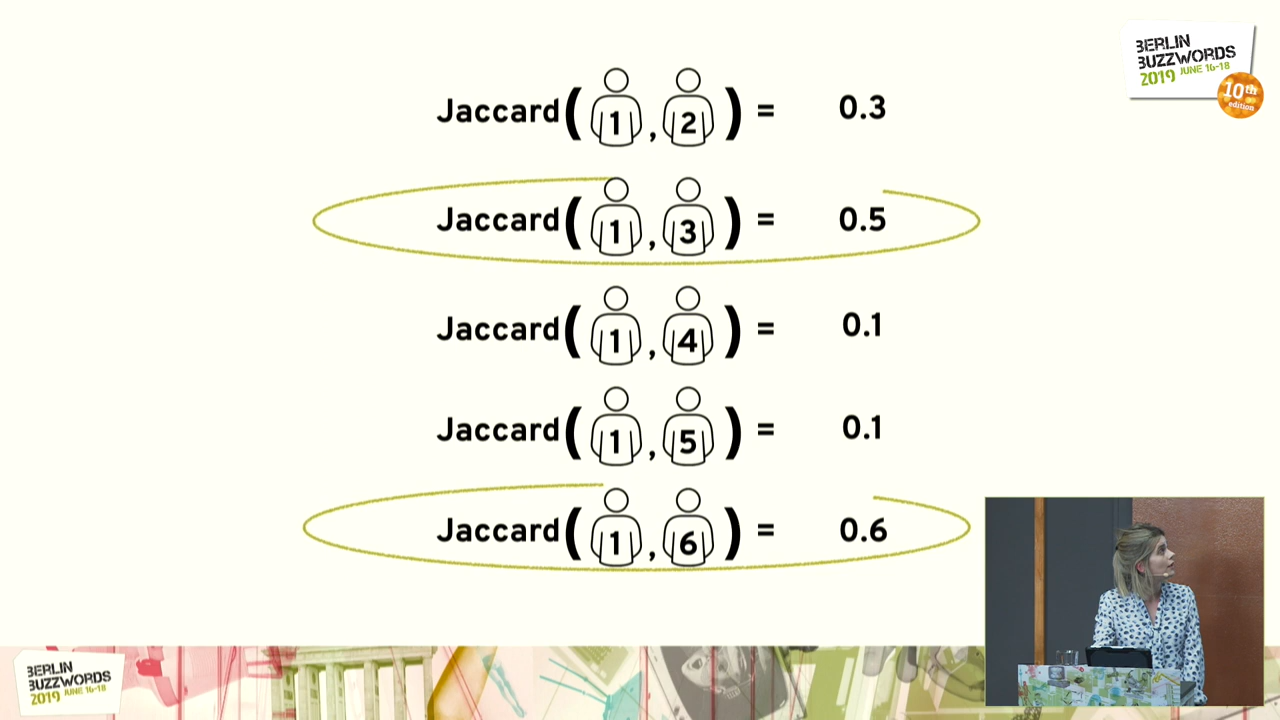 BERLIN
BUZZWORDS
2019 JUNE 16-18
10th
edition
Jaccard( 1 , 2 ) = 0.3
Jaccard( 1 , 3 ) = 0.5
Jaccard( 1 , 4 ) = 0.1
Jaccard( 1 , 5 ) = 0.1
Jaccard( 1 , 6 ) = 0.6
BERLIN
BUZZWORDS
2019 JUNE 16-18